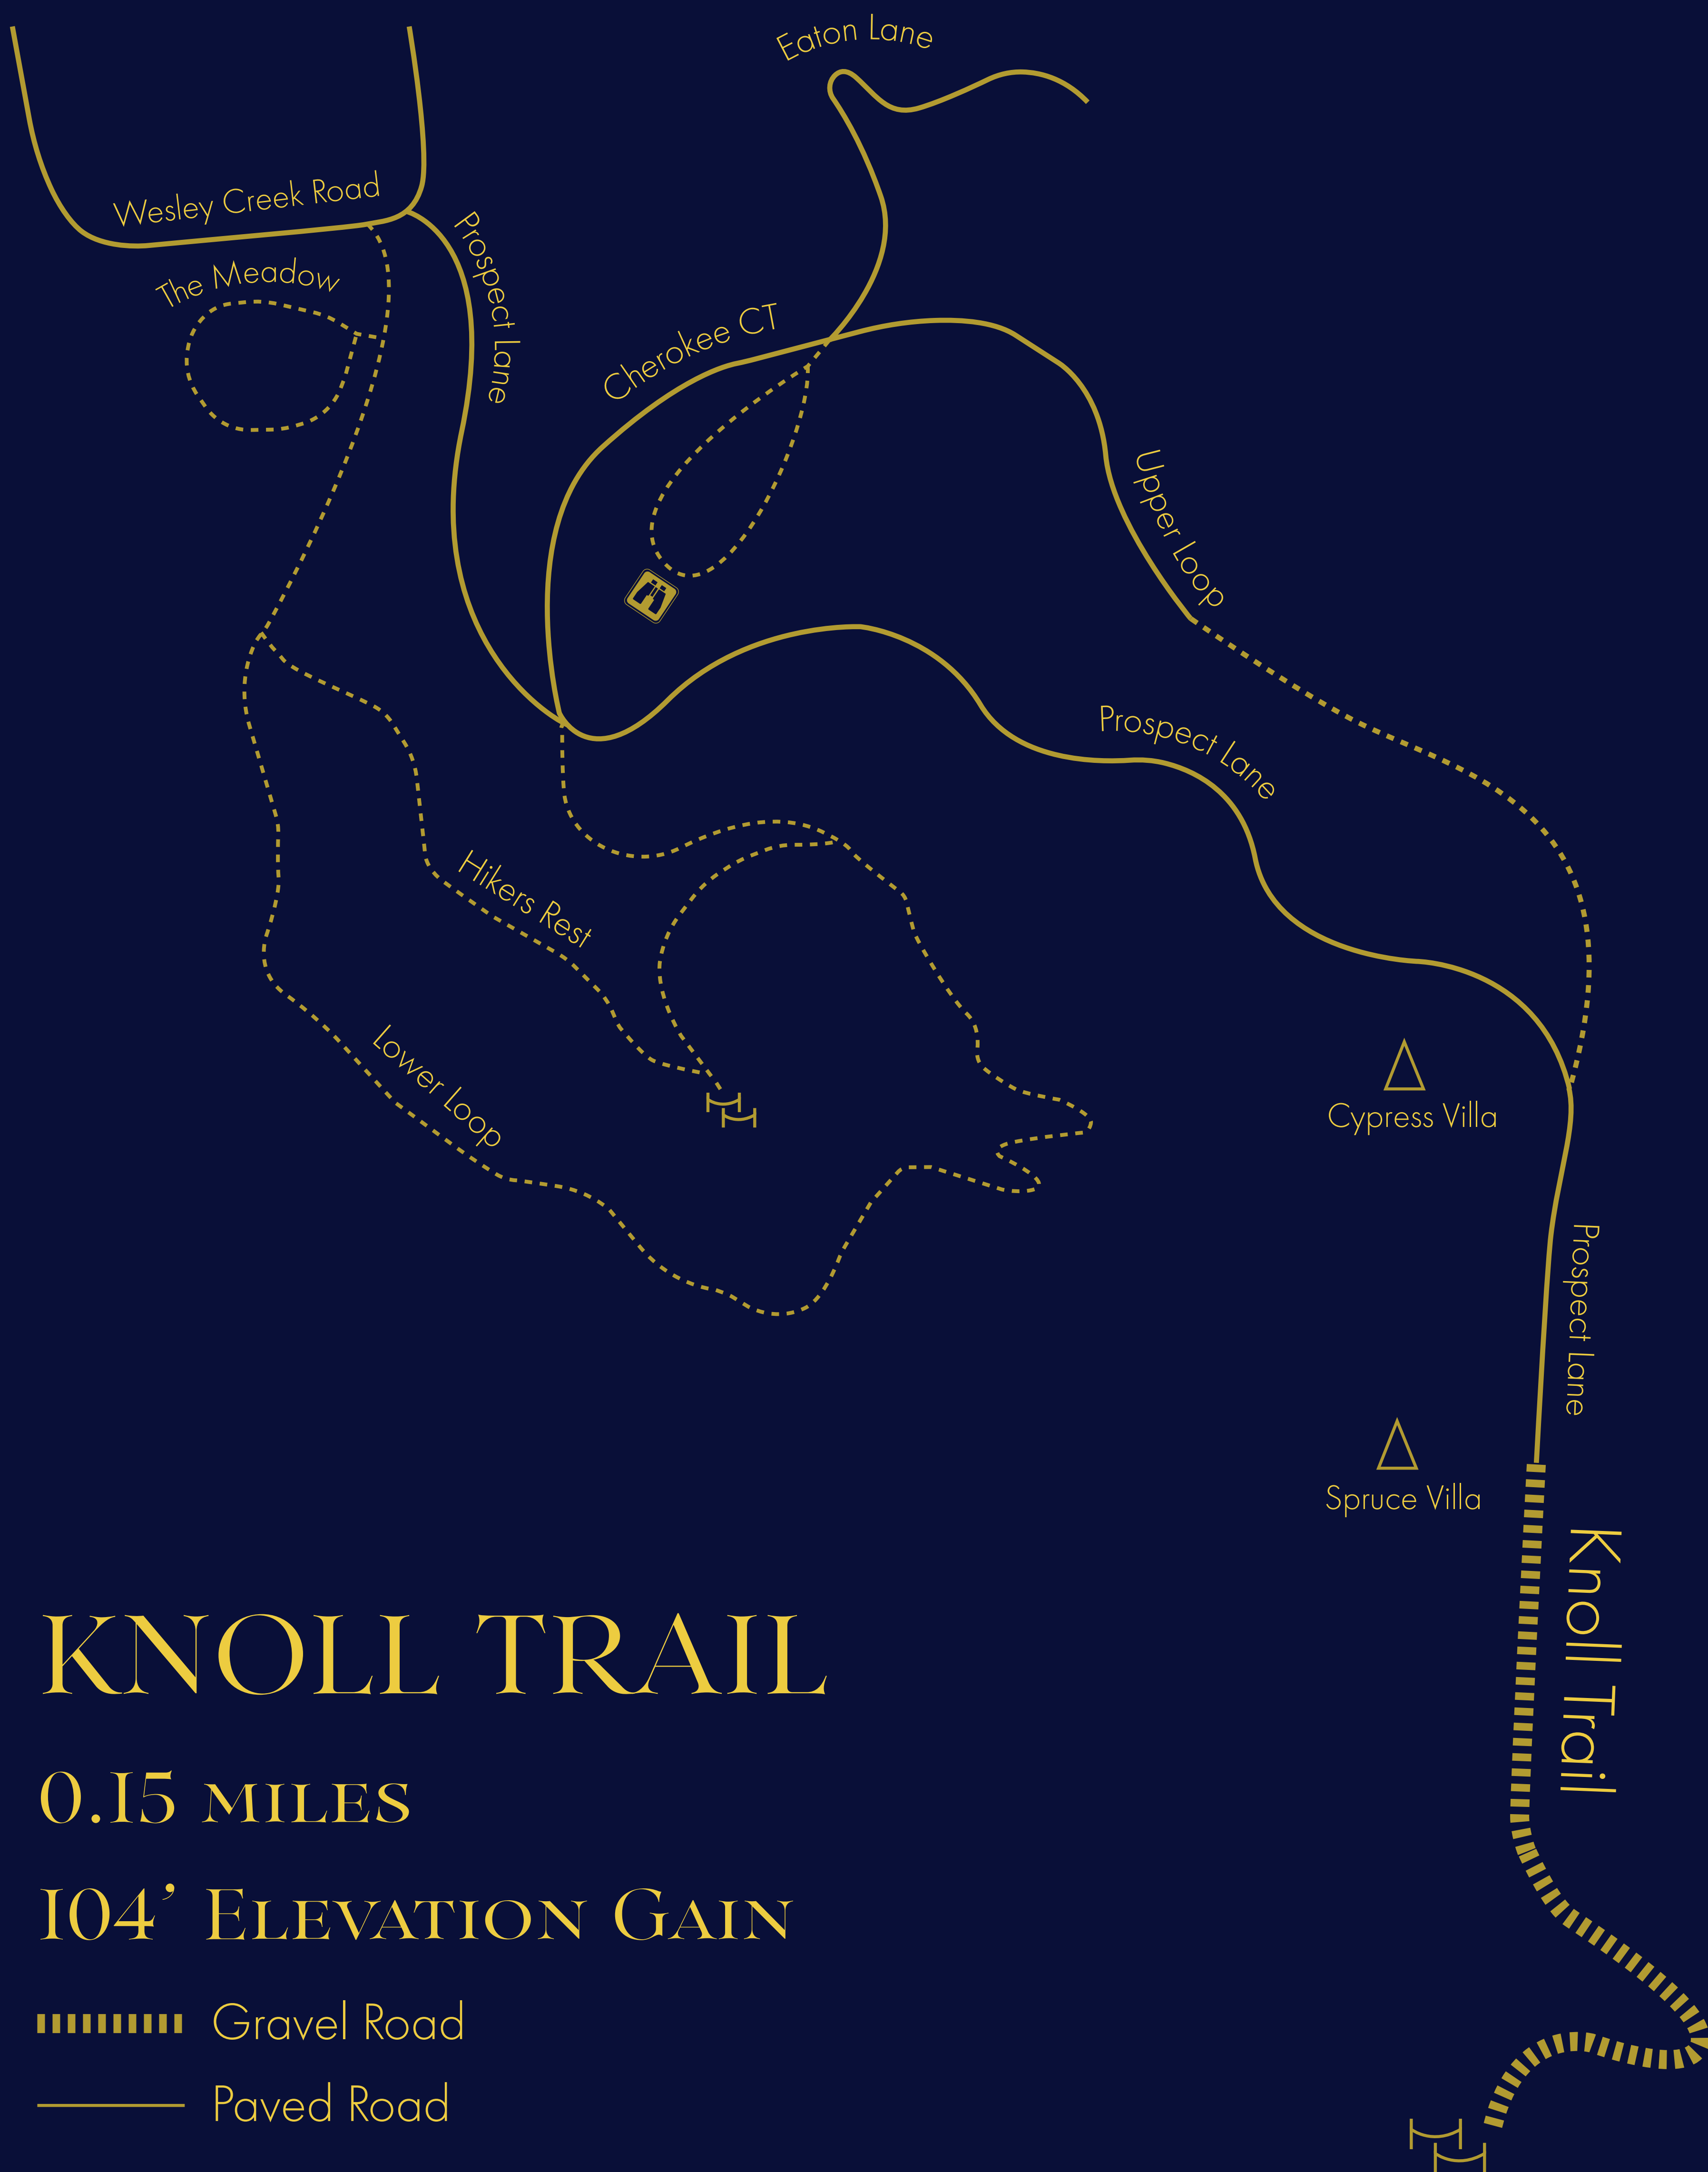 Eaton Lane
Wesley Creek Road
The Meadow
Prospect Lane
Cherokee CT
Upper Loop
Prospect Lane
Hikers Rest
Lower Loop
Cypress Villa
Prospect Lane
Spruce Villa
Knoll Trail
KNOLL TRAIL
0.15 MILES
104’ ELEVATION GAIN
Gravel Road
Paved Road